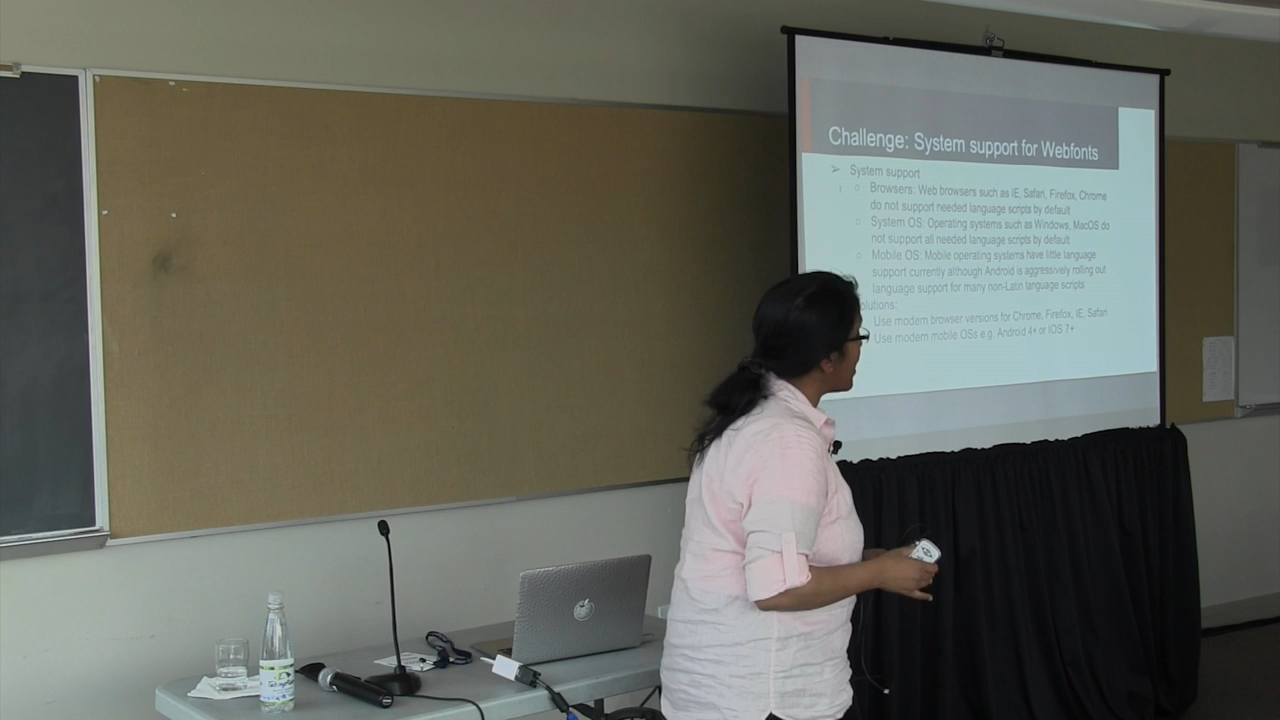 Challenge: System support for Webfonts
➢ System support
○ Browsers: Web browsers such as IE, Safari, Firefox, Chrome
do not support needed language scripts by default
○ System OS: Operating systems such as Windows, MacOS do
not support all needed language scripts by default
○ Mobile OS: Mobile operating systems have little language
support currently although Android is aggressively rolling out
language support for many non-Latin language scripts
olutions:
Use modern browser versions for Chrome, Firefox, IE, Safari
Use modern mobile OSs e.g. Android 4+ or IOS 7+